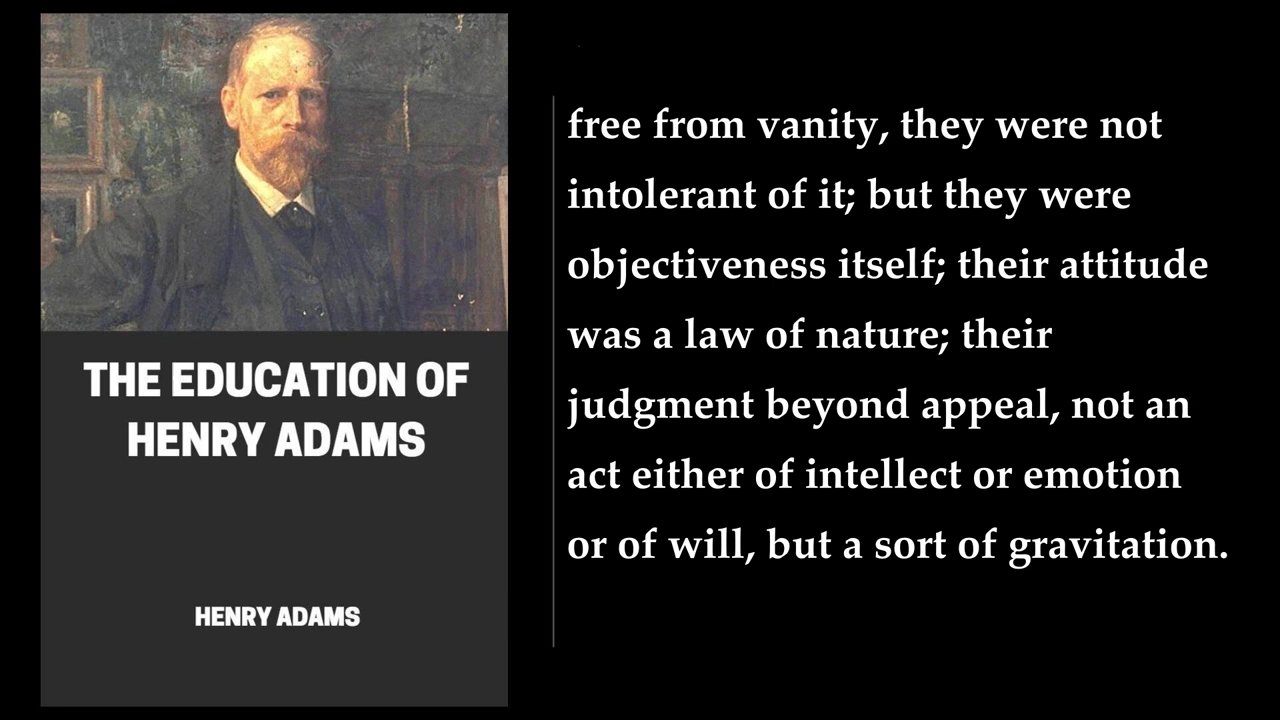 THE EDUCATION OF
HENRY ADAMS
HENRY ADAMS
free from vanity, they were not
intolerant of it; but they were
objectiveness itself; their attitude
was a law of nature; their
judgment beyond appeal, not an
act either of intellect or emotion
or of will, but a sort of gravitation.